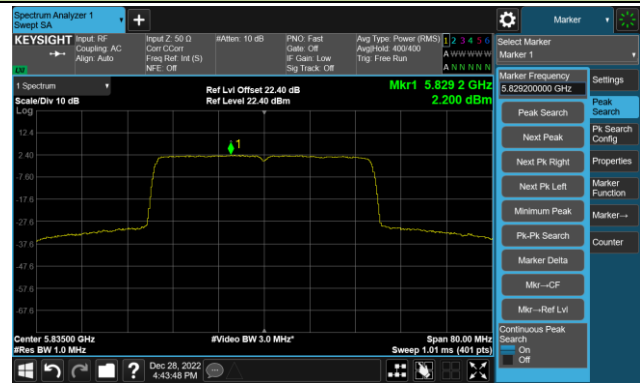 Spectrum Analyzer 1
Swept SA
+
Marker
KEYSIGHT
Input: RF
Coupling: AC
Align: Auto
Input Z: 50 Ω
Corr CCorr
Freq Ref: Int (S)
NFE: Off
#Atten: 10 dB
PNO: Fast
Gate: Off
IF Gain: Low
Sig Track: Off
Avg Type: Power (RMS)
Avg|Hold: 400/400
Trig: Free Run
1 2 3 4 5 6
A W W W W W
A N N N N N
LXI
Select Marker
Marker 1
1 Spectrum
Scale/Div 10 dB
Log
Ref Lvl Offset 22.40 dB
Ref Level 22.40 dBm
Mkr1 5.829 2 GHz
2.200 dBm
12.4
2.40
-7.60
-17.6
-27.6
-37.6
-47.6
-57.6
-67.6
1
Center 5.83500 GHz
#Res BW 1.0 MHz
#Video BW 3.0 MHz*
Span 80.00 MHz
Sweep 1.01 ms (401 pts)
Marker Frequency
5.829200000 GHz
Peak Search
Next Peak
Next Pk Right
Next Pk Left
Minimum Peak
Pk-Pk Search
Marker Delta
Mkr→CF
Mkr→Ref Lvl
Continuous Peak
Search
On
Off
Settings
Peak
Search
Pk Search
Config
Properties
Marker
Function
Marker→
Counter
?
Dec 28, 2022
4:43:48 PM